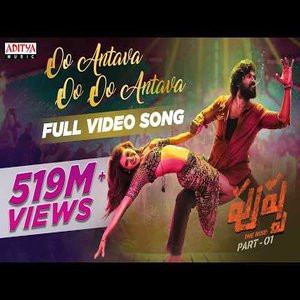 ADITYA
MUSIC
Oo Antava
Oo Oo Antava
FULL VIDEO SONG
519M+
VIEWS
పుష్ప
THE RISE
PART-01